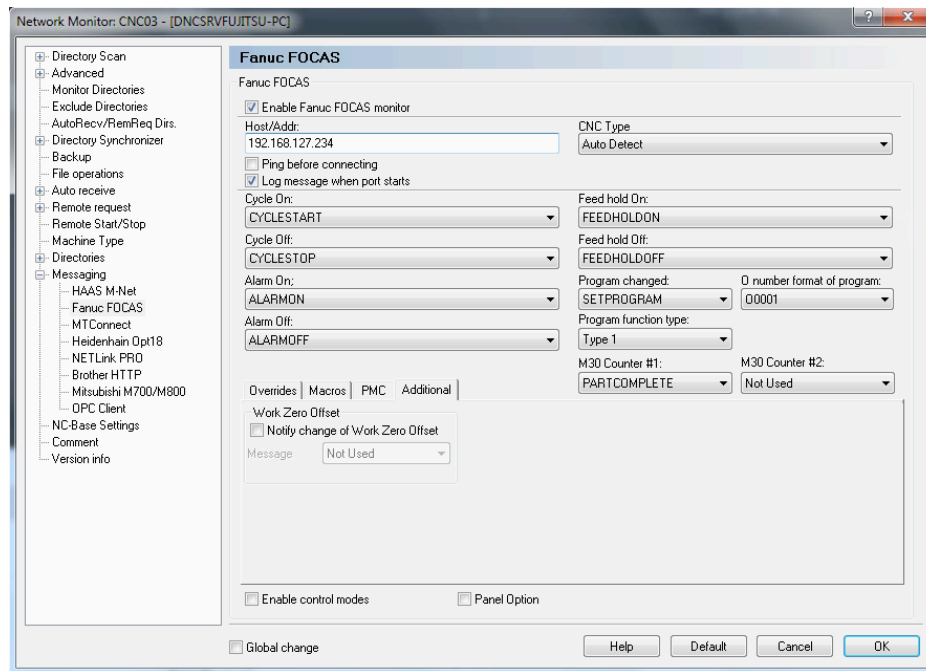 Network Monitor: CNC03 - [DNCSRVFUJITSU-PC]
Directory Scan
Advanced
Monitor Directories
Exclude Directories
AutoRecv/RemReq Dirs.
Directory Synchronizer
Backup
File operations
Auto receive
Remote request
Remote Start/Stop
Machine Type
Directories
Messaging
HAAS M-Net
Fanuc FOCAS
MTConnect
Heidenhain Opt18
NETLink PRO
Brother HTTP
Mitsubishi M700/M800
OPC Client
NC-Base Settings
Comment
Version info
Fanuc FOCAS
Fanuc FOCAS
Enable Fanuc FOCAS monitor
Host/Addr:
192.168.127.234
CNC Type
Auto Detect
Ping before connecting
Log message when port starts
Cycle On:
CYCLESTART
Feed hold On:
FEEDHOLDON
Cycle Off:
CYCLESTOP
Feed hold Off:
FEEDHOLDOFF
Alarm On;
ALARMON
Program changed:
SETPROGRAM
O number format of program:
O0001
Alarm Off:
ALARMOFF
Program function type:
Type 1
M30 Counter #1:
PARTCOMPLETE
M30 Counter #2:
Not Used
Overrides Macros PMC Additional
Work Zero Offset
Notify change of Work Zero Offset
Message Not Used
Enable control modes Panel Option
Global change Help Default Cancel OK